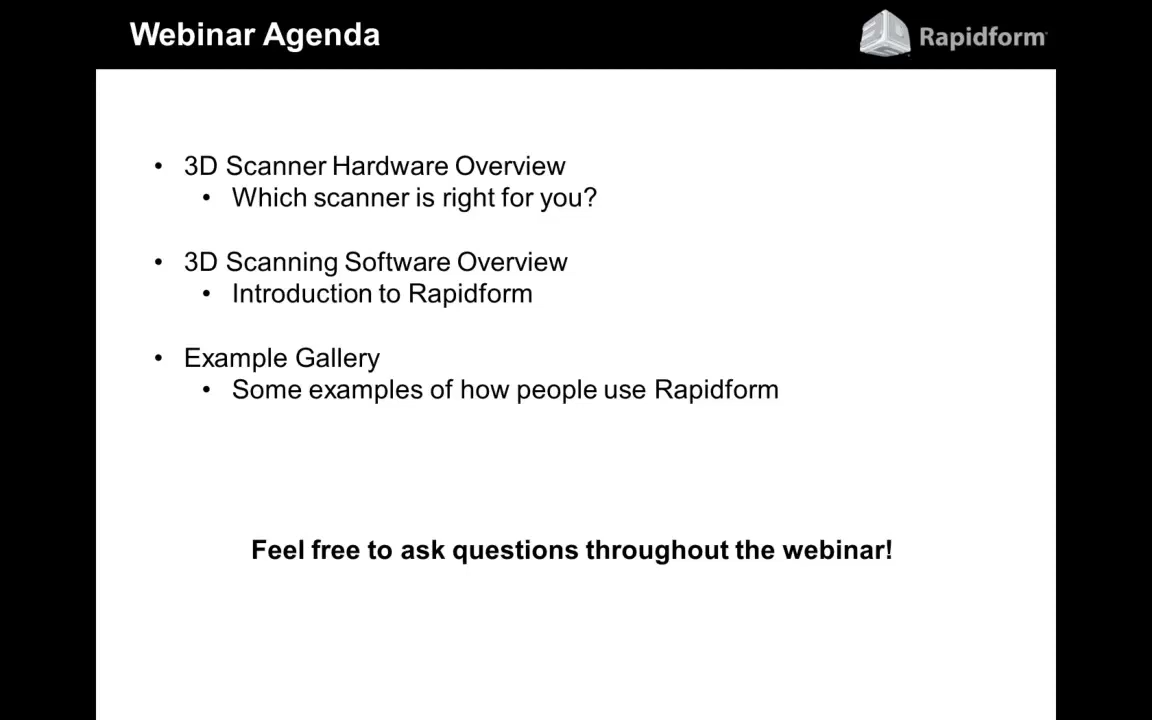 Webinar Agenda
Rapidform
• 3D Scanner Hardware Overview
• Which scanner is right for you?
• 3D Scanning Software Overview
• Introduction to Rapidform
• Example Gallery
• Some examples of how people use Rapidform
Feel free to ask questions throughout the webinar!